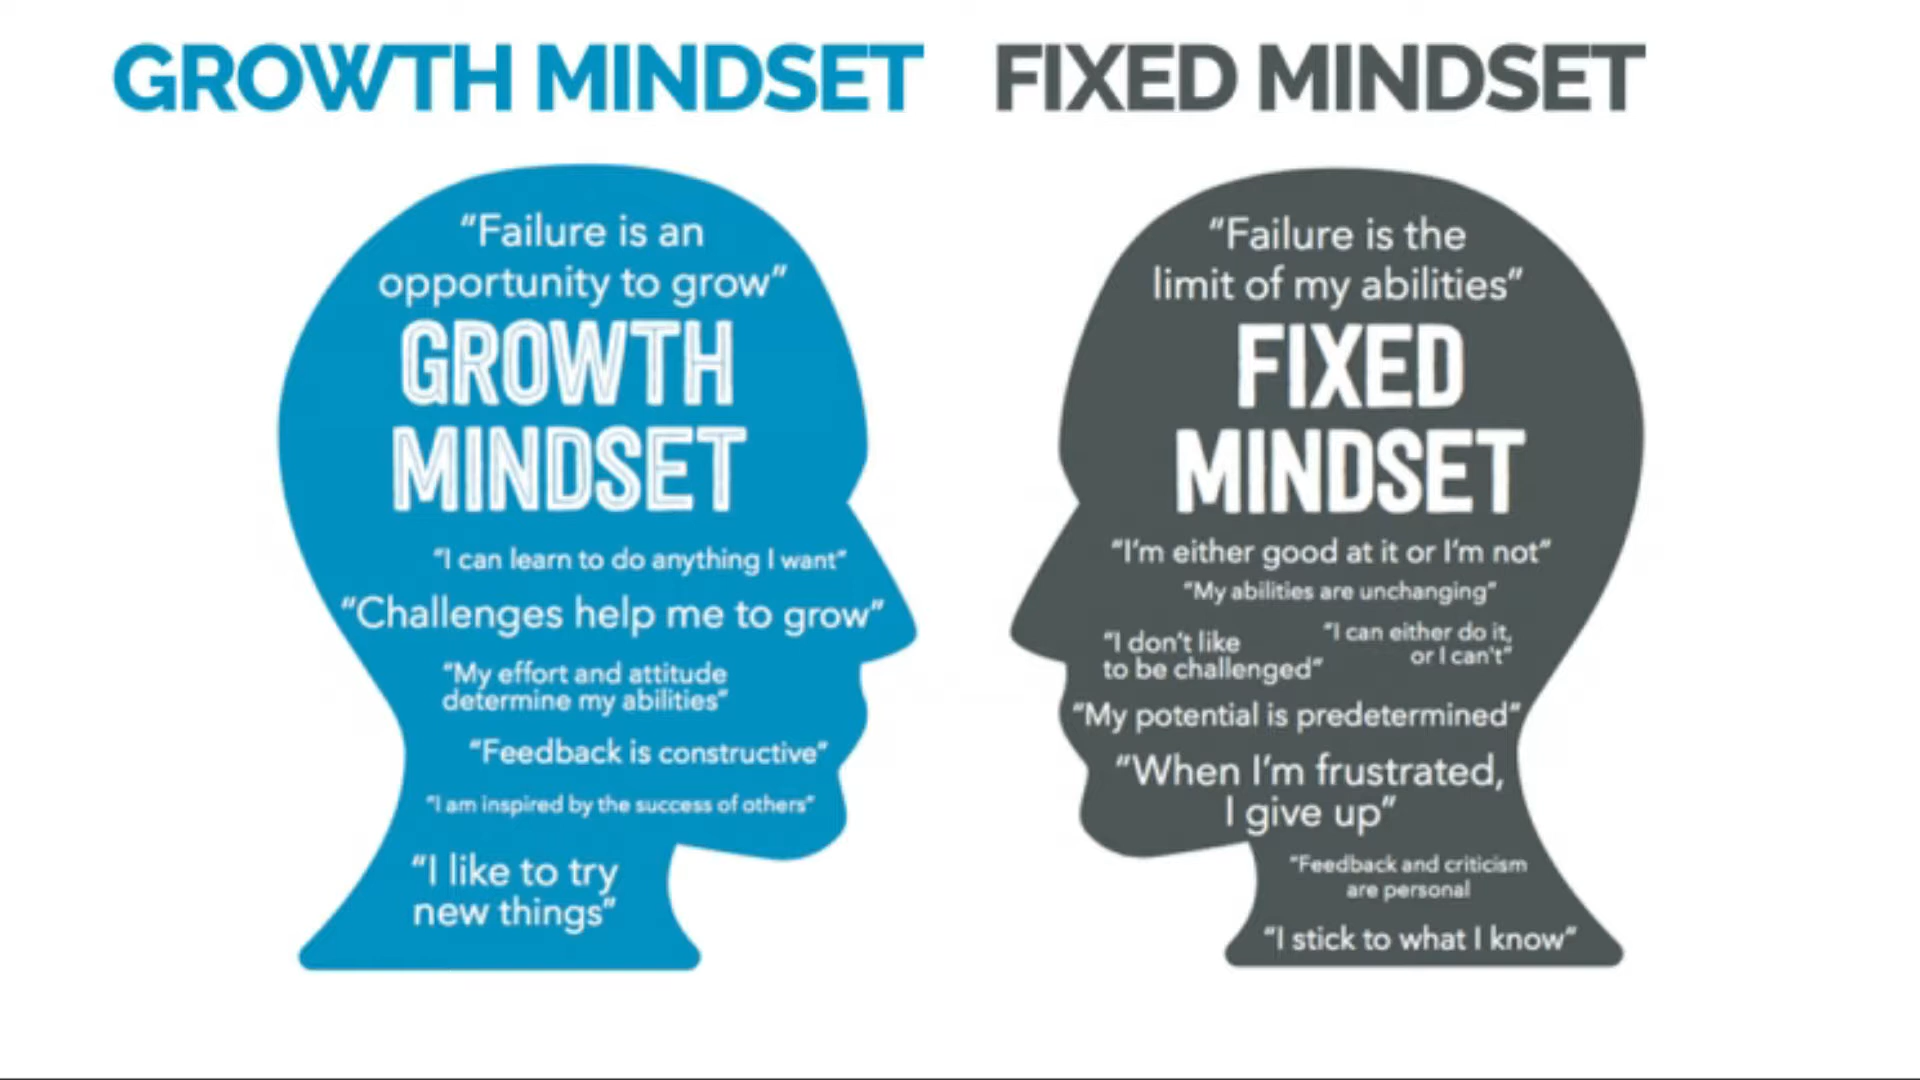 GROWTH MINDSET
"Failure is an
opportunity to grow"
GROWTH
MINDSET
"I can learn to do anything I want"
"Challenges help me to grow"
"My effort and attitude
determine my abilities"
"Feedback is constructive"
"I am inspired by the success of others"
"I like to try
new things"
FIXED MINDSET
"Failure is the
limit of my abilities"
FIXED
MINDSET
"I'm either good at it or I'm not"
"My abilities are unchanging"
"I don't like
to be challenged"
"I can either do it,
or I can't"
"My potential is predetermined"
"When I'm frustrated,
I give up"
"Feedback and criticism
are personal
"I stick to what I know"